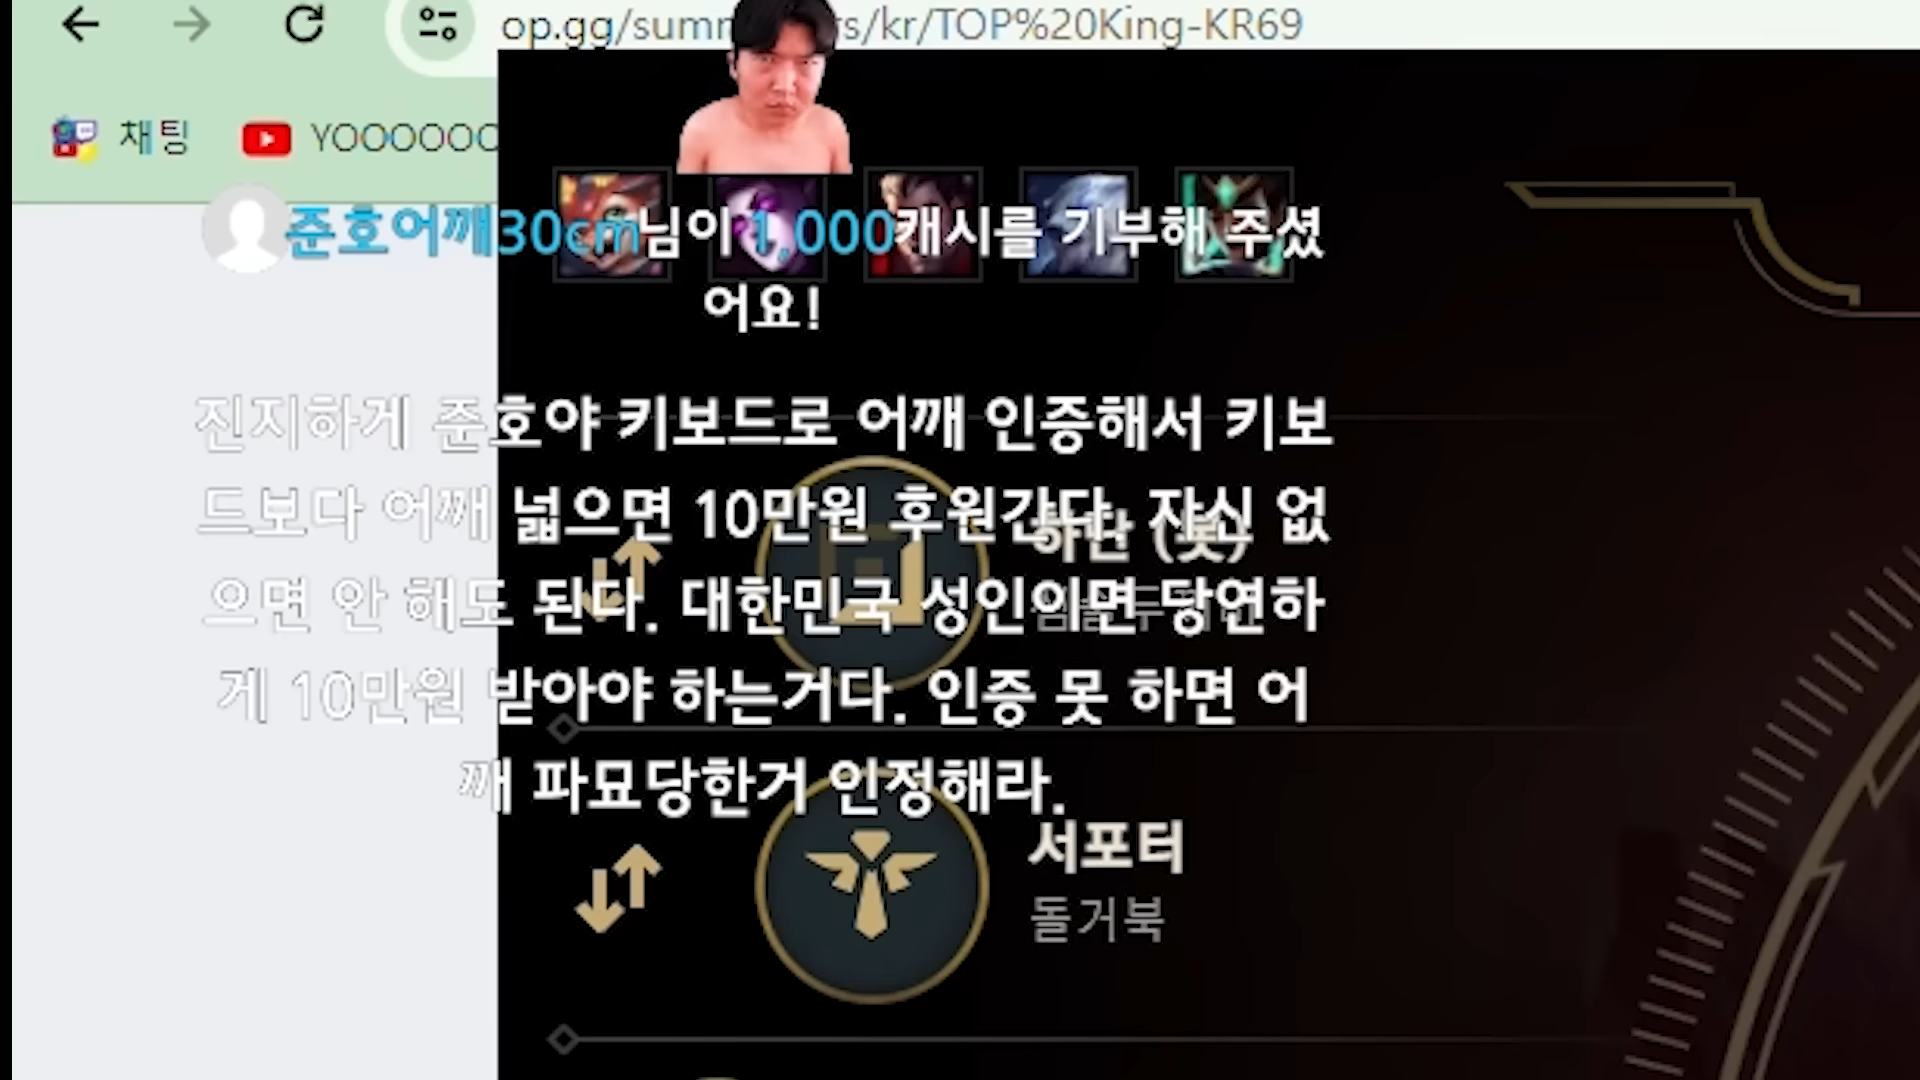 op.gg/summ rs/kr/TOP%20King-KR69
채팅 YOOOOOO
준호어깨30cm님이 1,000캐시를 기부해 주셨
어요!
진지하게 준호야 키보드로 어깨 인증해서 키보
드보다 어깨 넓으면 10만원 후원간다. 자신 없
으면 안 해도 된다. 대한민국 성인이면 당연하
게 10만원 받아야 하는거다. 인증 못 하면 어
깨 파묘당한거 인정해라.
하단 (봇)
서포터
돌거북